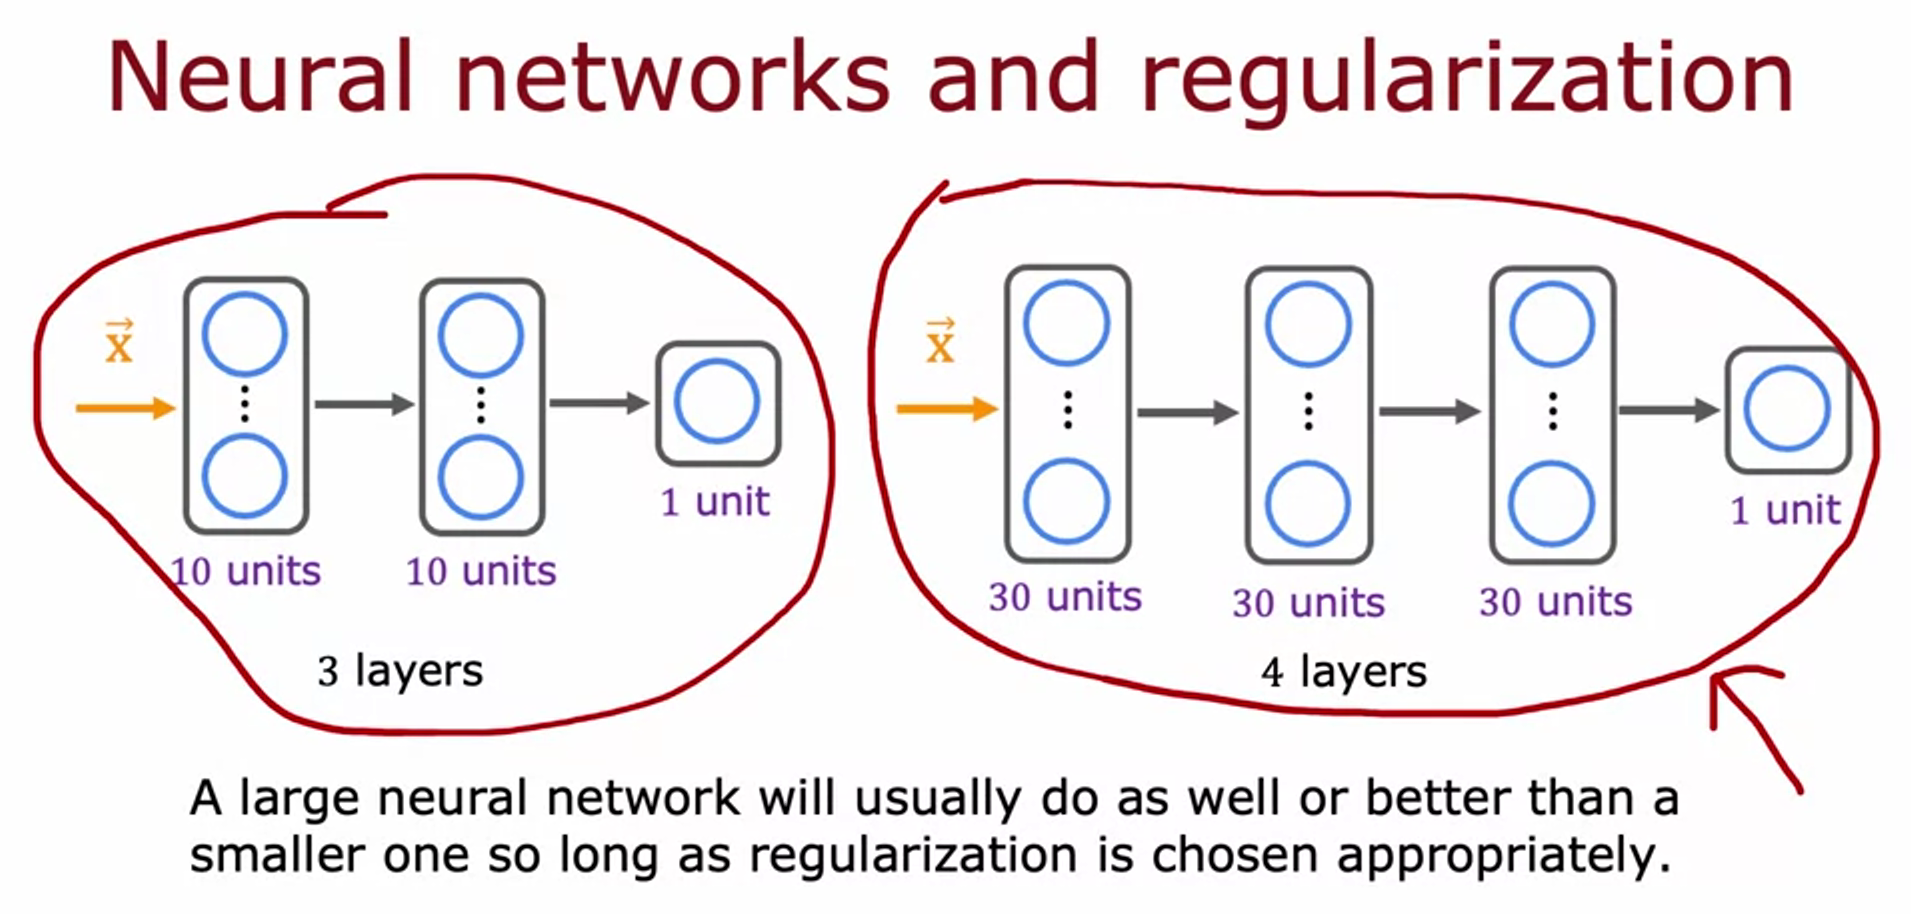 Neural networks and regularization
x⃗
10 units
10 units
1 unit
3 layers
x⃗
30 units
30 units
30 units
1 unit
4 layers
A large neural network will usually do as well or better than a
smaller one so long as regularization is chosen appropriately.